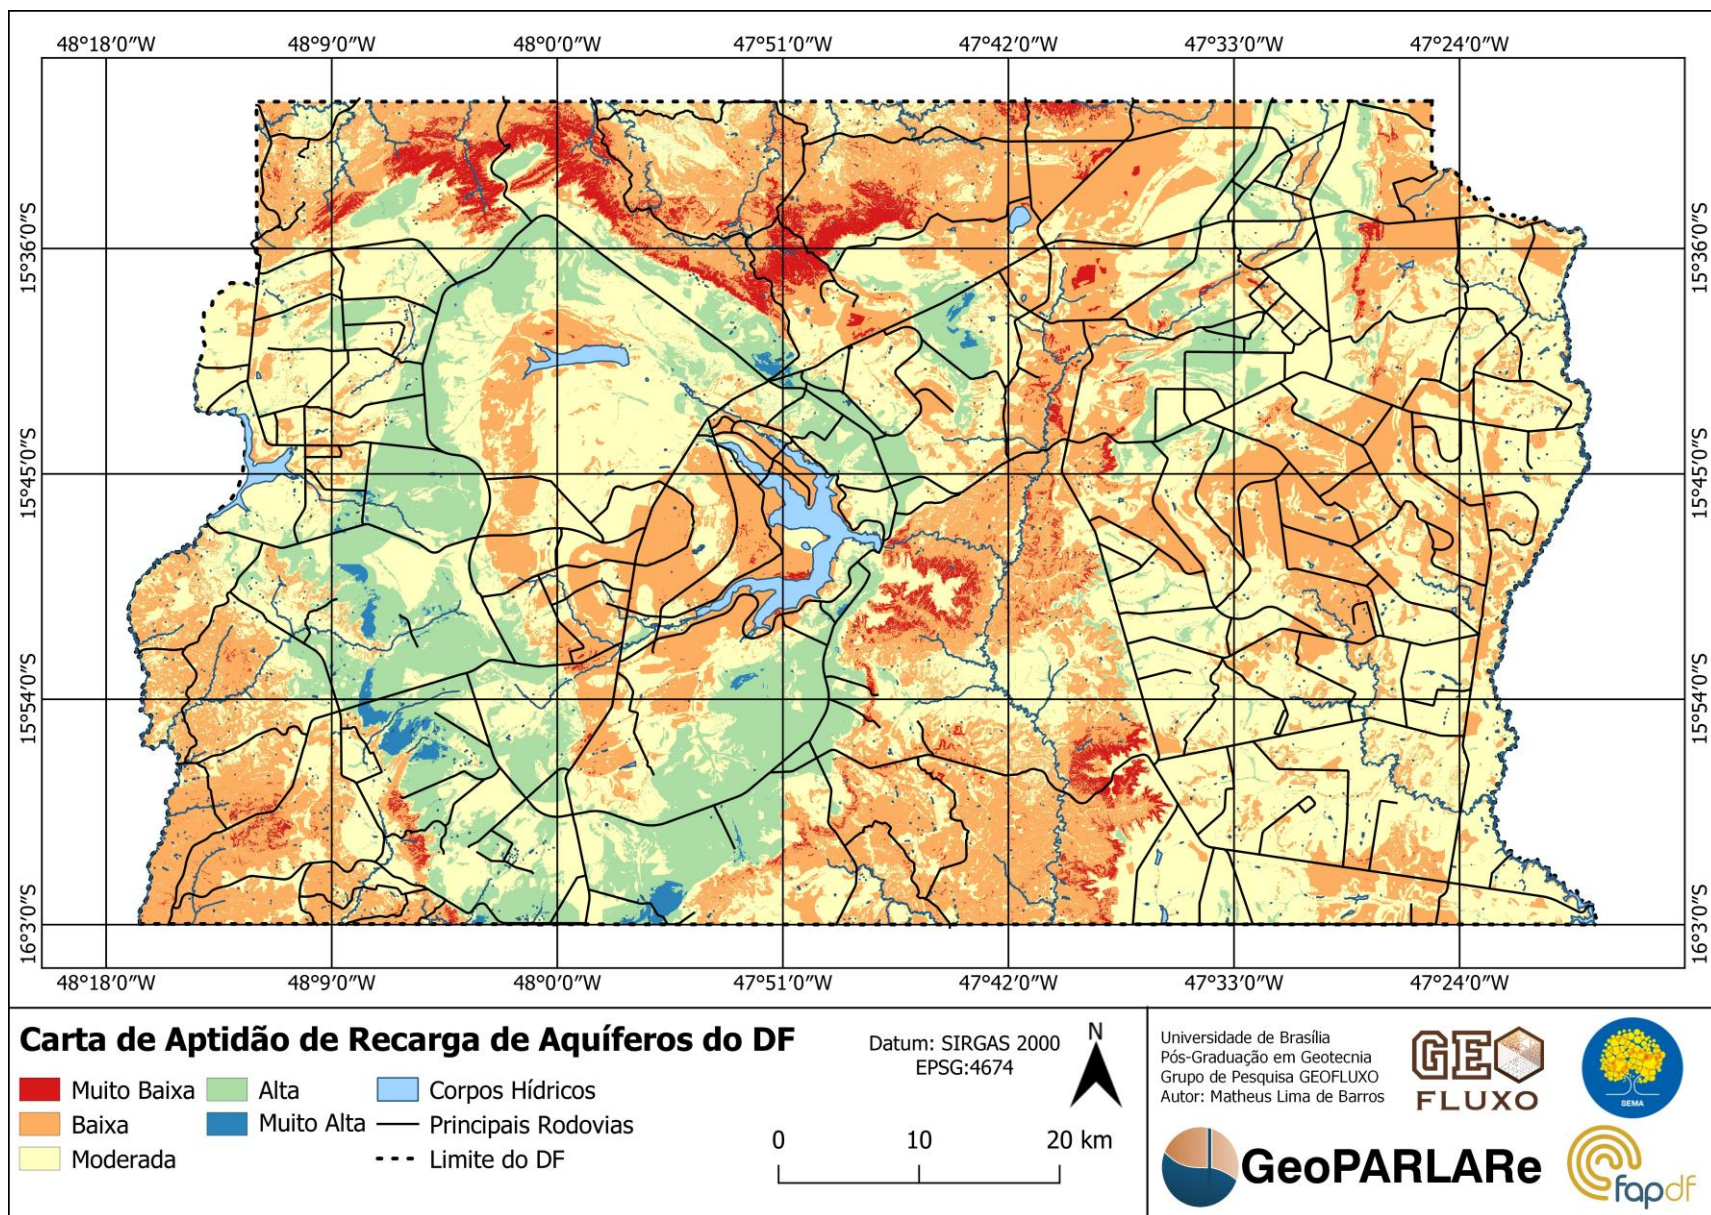 48°18′0″W 48°9′0″W 48°0′0″W 47°51′0″W 47°42′0″W 47°33′0″W 47°24′0″W
15°36′0″S 15°36′0″S
15°45′0″S 15°45′0″S
15°54′0″S 15°54′0″S
16°3′0″S 16°3′0″S
48°18′0″W 48°9′0″W 48°0′0″W 47°51′0″W 47°42′0″W 47°33′0″W 47°24′0″W
Carta de Aptidão de Recarga de Aquíferos do DF
Muito Baixa
Baixa
Moderada
Alta
Muito Alta
Corpos Hídricos
Principais Rodovias
Limite do DF
Datum: SIRGAS 2000
EPSG:4674
N
0 10 20 km
Universidade de Brasília
Pós-Graduação em Geotecnia
Grupo de Pesquisa GEOFLUXO
Autor: Matheus Lima de Barros
GEO
FLUXO
SEMA
GeoPARLARe
fapdf